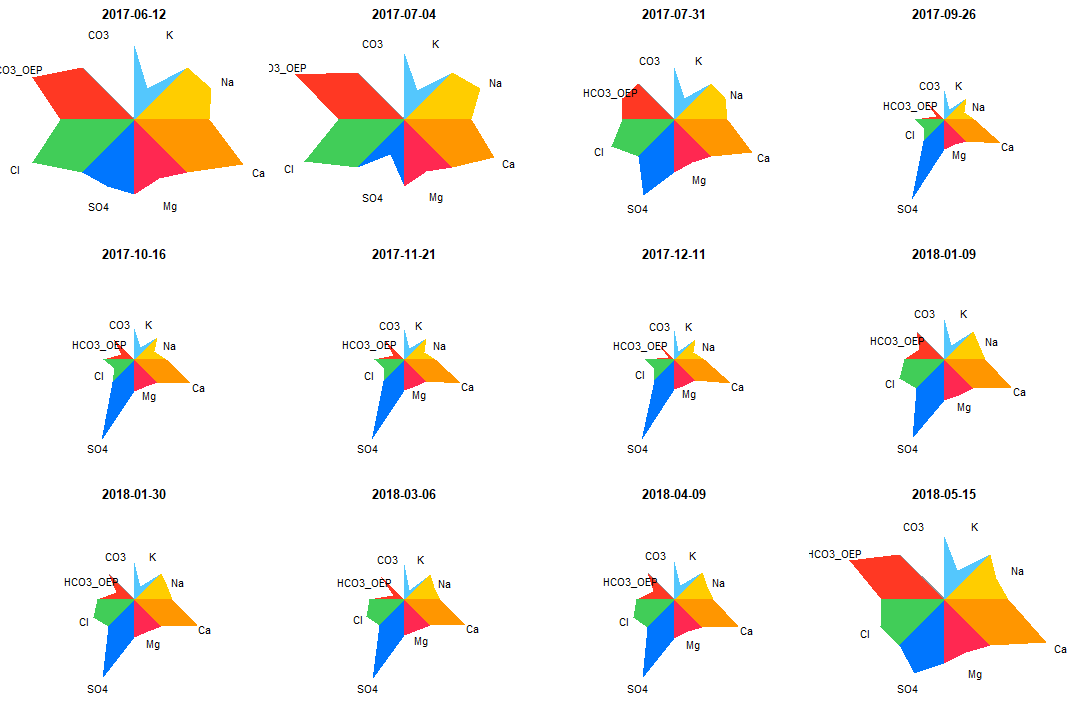 2017-06-12
CO3 K
CO3_OEP
Na
Cl
Ca
SO4 Mg
2017-07-04
CO3 K
O3_OEP
Na
Cl
Ca
SO4 Mg
2017-07-31
CO3 K
HCO3_OEP
Na
Cl
Ca
SO4
Mg
2017-09-26
CO3 K
HCO3_OEP
Na
Cl
Ca
Mg
SO4
2017-10-16
CO3 K
HCO3_OEP
Na
Cl
Ca
Mg
SO4
2017-11-21
CO3 K
HCO3_OEP
Na
Cl
Ca
Mg
SO4
2017-12-11
CO3 K
HCO3_OEP
Na
Cl
Ca
Mg
SO4
2018-01-09
CO3 K
HCO3_OEP
Na
Cl
Ca
Mg
SO4
2018-01-30
CO3 K
HCO3_OEP
Na
Cl
Ca
Mg
SO4
2018-03-06
CO3 K
HCO3_OEP
Na
Cl
Ca
Mg
SO4
2018-04-09
CO3 K
HCO3_OEP
Na
Cl
Ca
Mg
SO4
2018-05-15
CO3 K
HCO3_OEP
Na
Cl
Ca
Mg
SO4